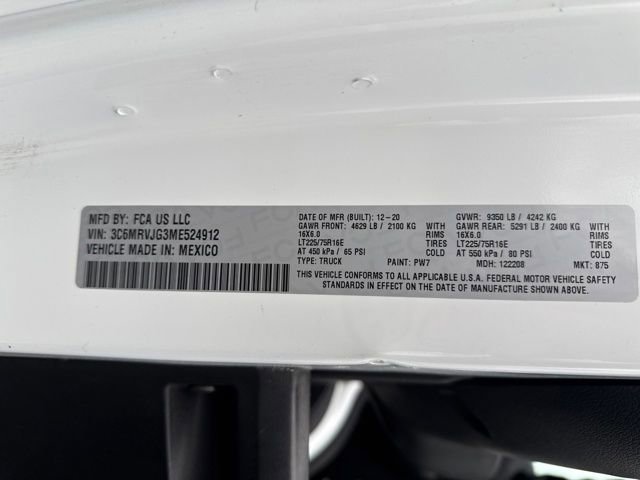 MFD BY: FCA US LLC
VIN: 3C6MRVJG3ME524912
VEHICLE MADE IN: MEXICO
DATE OF MFR (BUILT): 12-20 GVWR: 9350 LB / 4242 KG
GAWR FRONT: 4629 LB / 2100 KG WITH GAWR REAR: 5291 LB / 2400 KG WITH
16X6.0 RIMS 16X6.0 RIMS
LT225/75R16E TIRES LT225/75R16E TIRES
AT 450 kPa / 65 PSI COLD AT 550 kPa / 80 PSI COLD
TYPE: TRUCK PAINT: PW7 MDH: 122208 MKT: 875
THIS VEHICLE CONFORMS TO ALL APPLICABLE U.S.A. FEDERAL MOTOR VEHICLE SAFETY
STANDARDS IN EFFECT ON THE DATE OF MANUFACTURE SHOWN ABOVE.